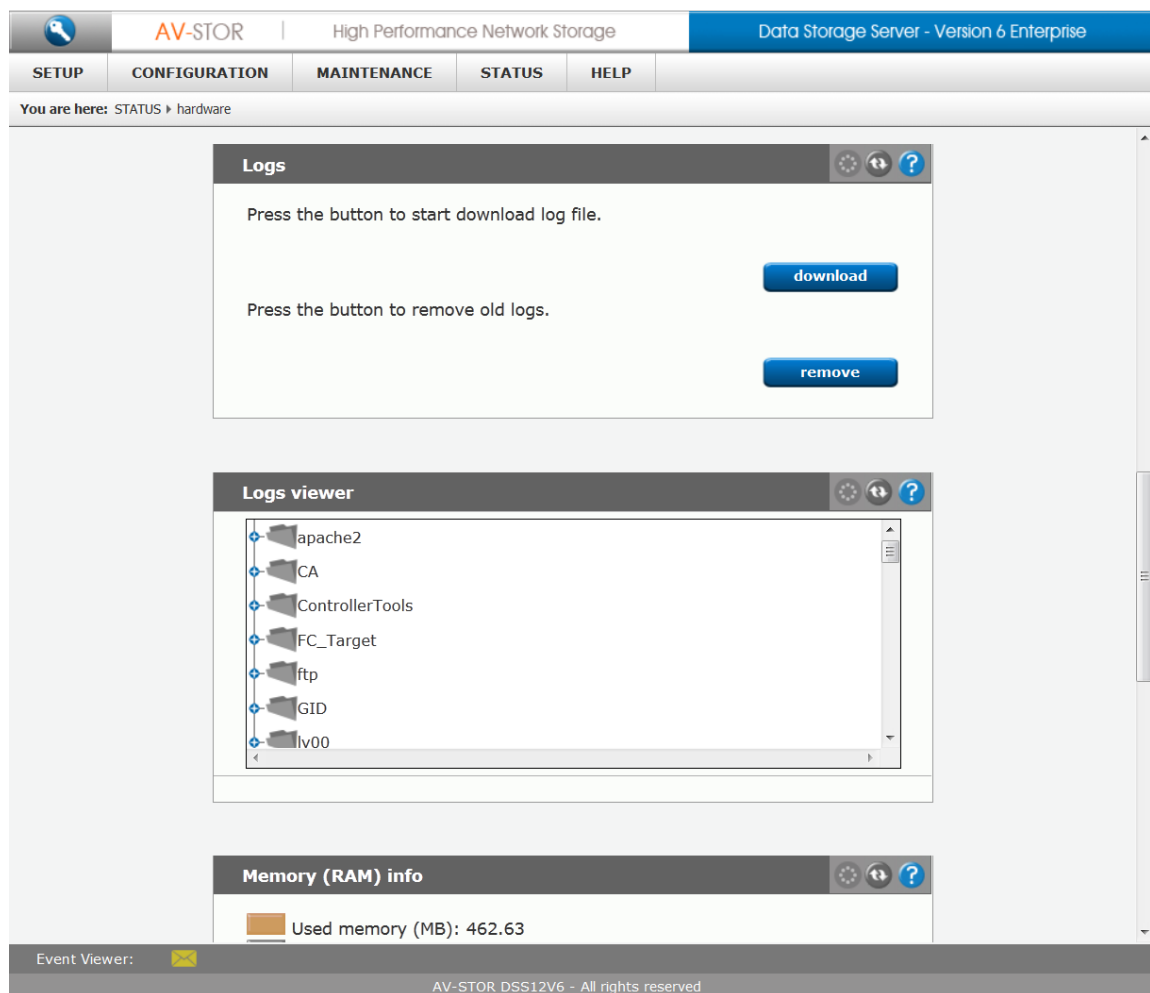 AV-STOR | High Performance Network Storage Data Storage Server - Version 6 Enterprise
SETUP CONFIGURATION MAINTENANCE STATUS HELP
You are here: STATUS hardware
Logs
Press the button to start download log file.
download
Press the button to remove old logs.
remove
Logs viewer
apache2
CA
ControllerTools
FC_Target
ftp
GID
lv00
Memory (RAM) info
Used memory (MB): 462.63
Event Viewer:
AV-STOR DSS12V6 - All rights reserved